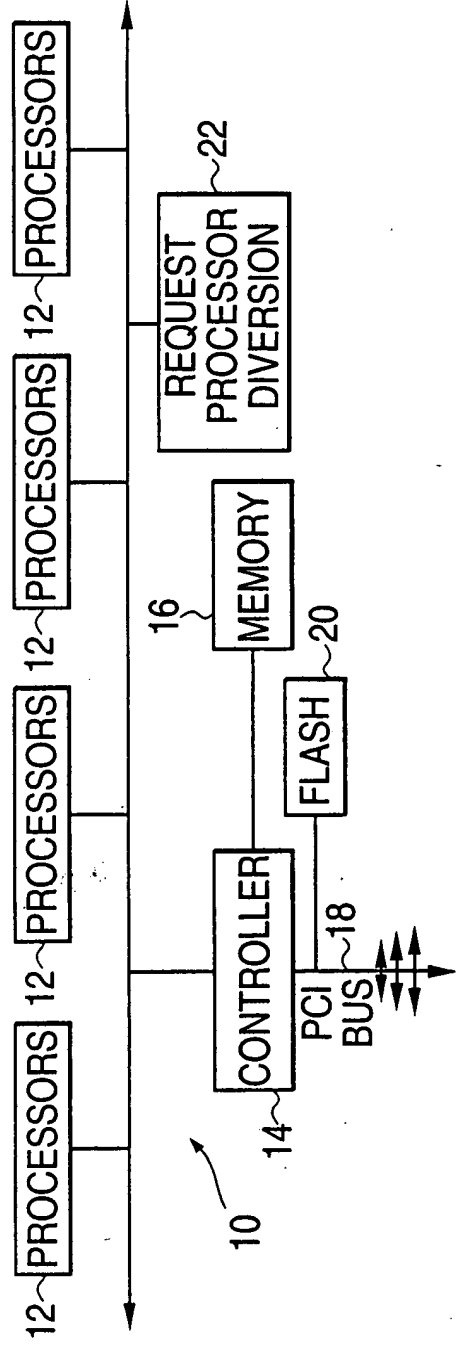 12 PROCESSORS
12 PROCESSORS
12 PROCESSORS
12 PROCESSORS
10
14
CONTROLLER
16
MEMORY
22
REQUEST
PROCESSOR
DIVERSION
20
FLASH
PCI
BUS
18